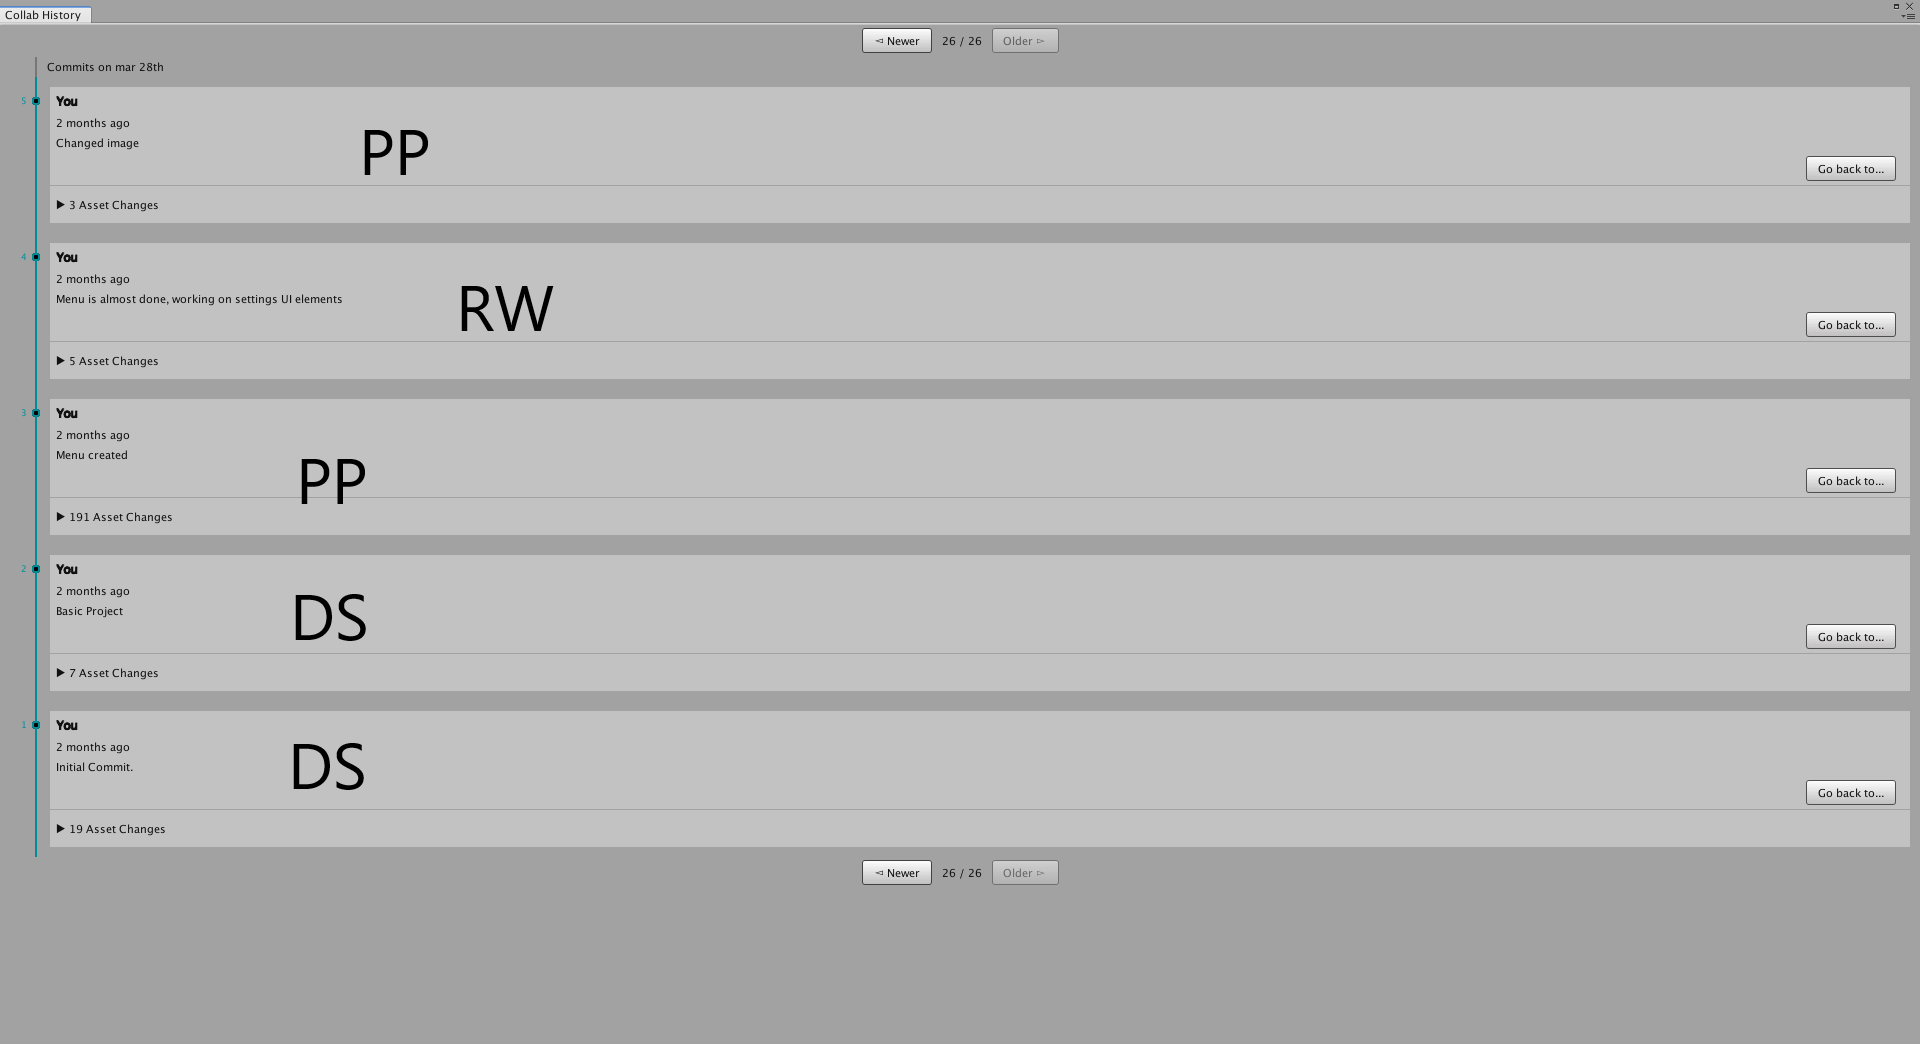 Collab History
◅ Newer 26 / 26 Older ▻
Commits on mar 28th
5 You
2 months ago
Changed image
PP
Go back to...
▶ 3 Asset Changes
4 You
2 months ago
Menu is almost done, working on settings UI elements
RW
Go back to...
▶ 5 Asset Changes
3 You
2 months ago
Menu created
PP
Go back to...
▶ 191 Asset Changes
2 You
2 months ago
Basic Project
DS
Go back to...
▶ 7 Asset Changes
1 You
2 months ago
Initial Commit.
DS
Go back to...
▶ 19 Asset Changes
◅ Newer 26 / 26 Older ▻